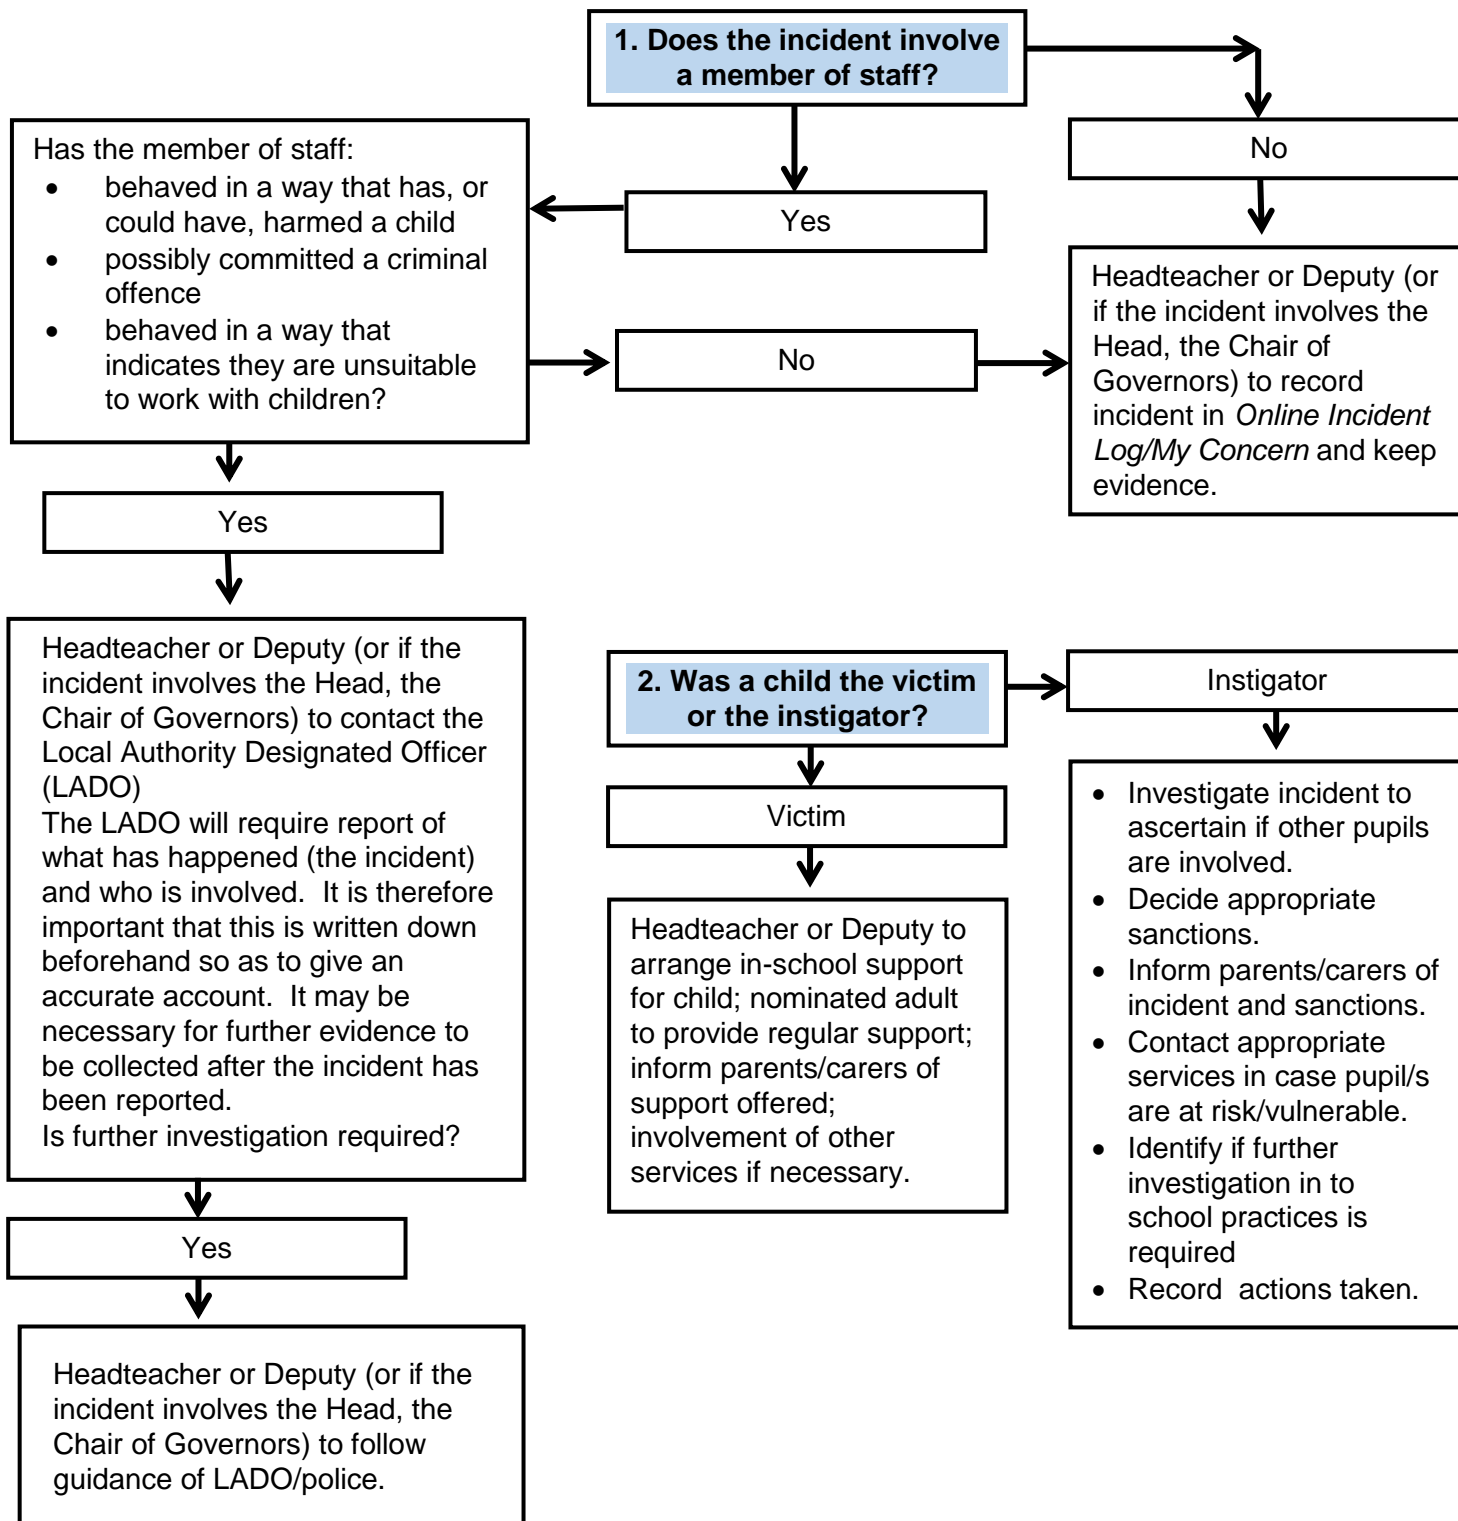 1. Does the incident involve
a member of staff?
No
Yes
Has the member of staff:
• behaved in a way that has, or
could have, harmed a child
• possibly committed a criminal
offence
• behaved in a way that
indicates they are unsuitable
to work with children?
No
Headteacher or Deputy (or
if the incident involves the
Head, the Chair of
Governors) to record
incident in Online Incident
Log/My Concern and keep
evidence.
Yes
Headteacher or Deputy (or if the
incident involves the Head, the
Chair of Governors) to contact the
Local Authority Designated Officer
(LADO)
The LADO will require report of
what has happened (the incident)
and who is involved.  It is therefore
important that this is written down
beforehand so as to give an
accurate account.  It may be
necessary for further evidence to
be collected after the incident has
been reported.
Is further investigation required?
Yes
Headteacher or Deputy (or if the
incident involves the Head, the
Chair of Governors) to follow
guidance of LADO/police.
2. Was a child the victim
or the instigator?
Instigator
Victim
Headteacher or Deputy to
arrange in-school support
for child; nominated adult
to provide regular support;
inform parents/carers of
support offered;
involvement of other
services if necessary.
• Investigate incident to
ascertain if other pupils
are involved.
• Decide appropriate
sanctions.
• Inform parents/carers of
incident and sanctions.
• Contact appropriate
services in case pupil/s
are at risk/vulnerable.
• Identify if further
investigation in to
school practices is
required
• Record  actions taken.